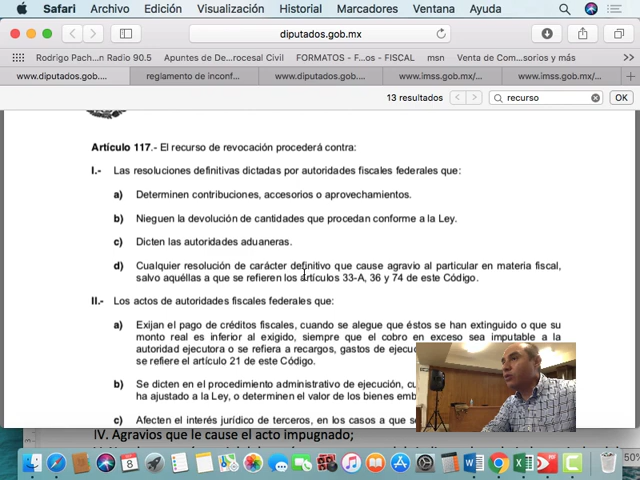 Safari Archivo Edición Visualización Historial Marcadores Ventana Ayuda
diputados.gob.mx
Rodrigo Pach...n Radio 90.5 Apuntes de De...rocesal Civil FORMATOS - F...os - FISCAL msn Venta de Com...sorios y más
www.diputados.gob.... reglamento de inconf... www.diputados.gob.... www.imss.gob.mx/... www.imss.gob.mx/...
13 resultados recurso OK
Artículo 117.- El recurso de revocación procederá contra:
I.- Las resoluciones definitivas dictadas por autoridades fiscales federales que:
a) Determinen contribuciones, accesorios o aprovechamientos.
b) Nieguen la devolución de cantidades que procedan conforme a la Ley.
c) Dicten las autoridades aduaneras.
d) Cualquier resolución de carácter definitivo que cause agravio al particular en materia fiscal,
salvo aquéllas a que se refieren los artículos 33-A, 36 y 74 de este Código.
II.- Los actos de autoridades fiscales federales que:
a) Exijan el pago de créditos fiscales, cuando se alegue que éstos se han extinguido o que su
monto real es inferior al exigido, siempre que el cobro en exceso sea imputable a la
autoridad ejecutora o se refiera a recargos, gastos de ejecu
se refiere el artículo 21 de este Código.
b) Se dicten en el procedimiento administrativo de ejecución, cu
ha ajustado a la Ley, o determinen el valor de los bienes emb
c) Afecten el interés jurídico de terceros, en los casos a que s
IV. Agravios que le cause el acto impugnado;
50%
8